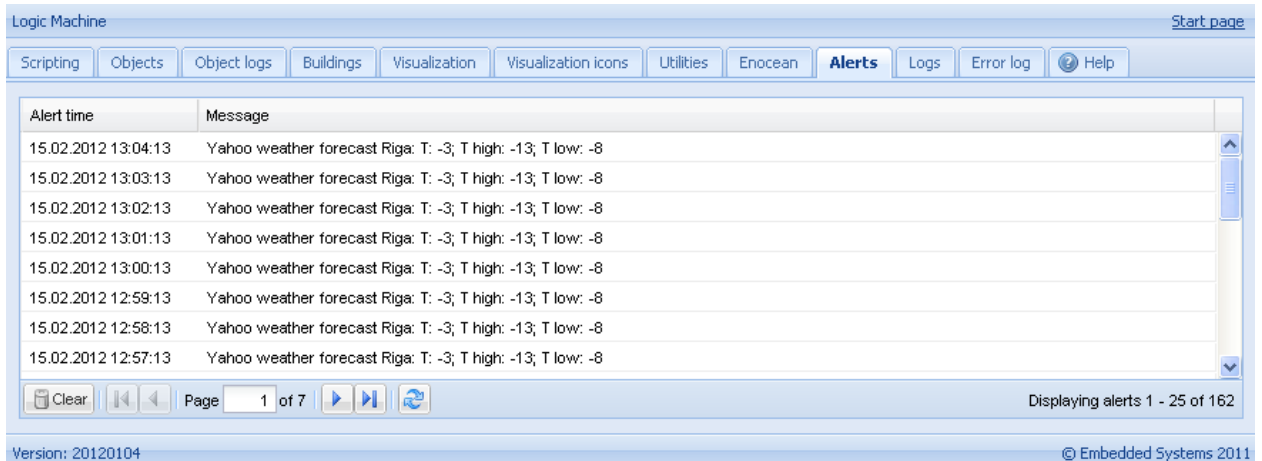 Logic Machine Start page
Scripting Objects Object logs Buildings Visualization Visualization icons Utilities Enocean Alerts Logs Error log Help
Alert time Message
15.02.2012 13:04:13 Yahoo weather forecast Riga: T: -3; T high: -13; T low: -8
15.02.2012 13:03:13 Yahoo weather forecast Riga: T: -3; T high: -13; T low: -8
15.02.2012 13:02:13 Yahoo weather forecast Riga: T: -3; T high: -13; T low: -8
15.02.2012 13:01:13 Yahoo weather forecast Riga: T: -3; T high: -13; T low: -8
15.02.2012 13:00:13 Yahoo weather forecast Riga: T: -3; T high: -13; T low: -8
15.02.2012 12:59:13 Yahoo weather forecast Riga: T: -3; T high: -13; T low: -8
15.02.2012 12:58:13 Yahoo weather forecast Riga: T: -3; T high: -13; T low: -8
15.02.2012 12:57:13 Yahoo weather forecast Riga: T: -3; T high: -13; T low: -8
Clear Page 1 of 7 Displaying alerts 1 - 25 of 162
Version: 20120104 © Embedded Systems 2011